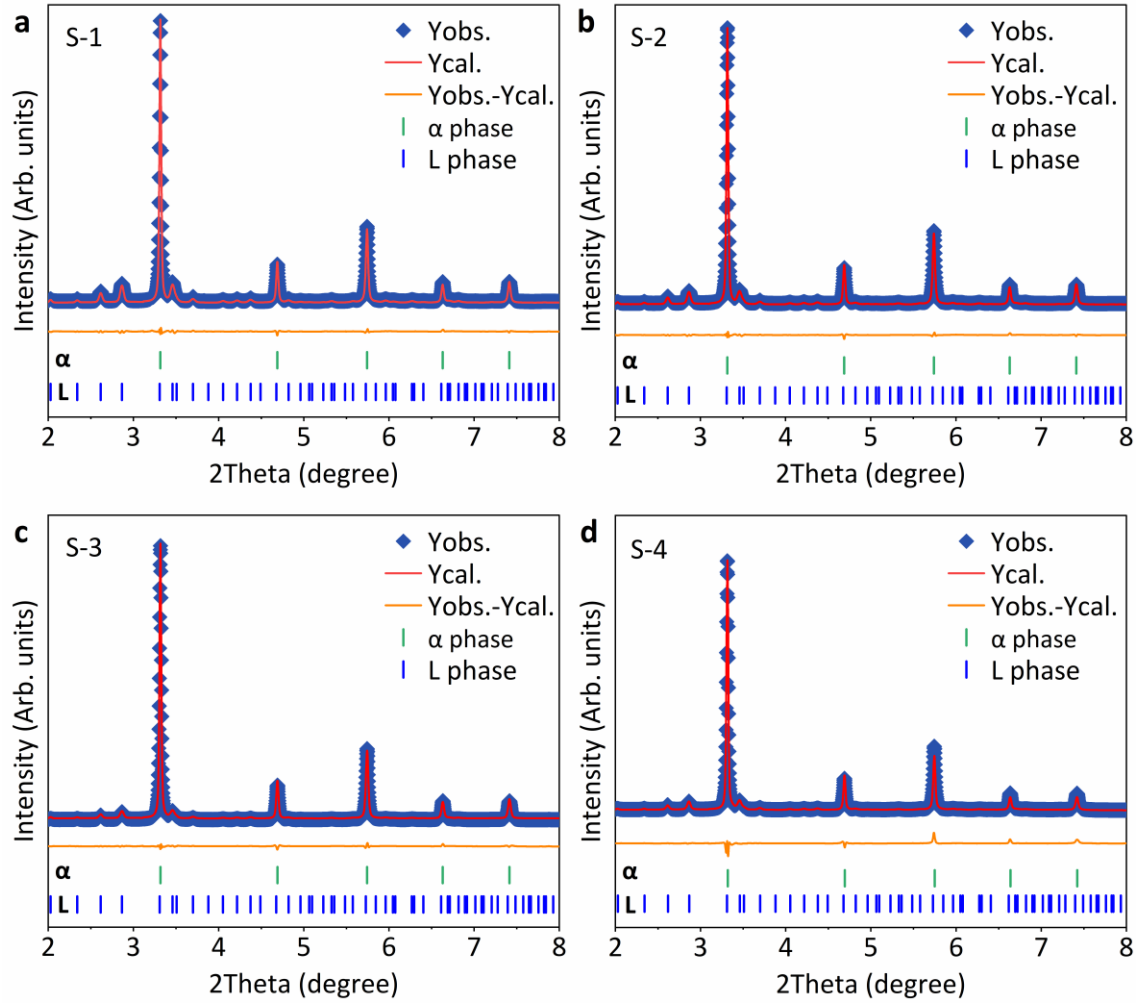 a
S-1
Yobs.
Ycal.
Yobs.-Ycal.
α phase
L phase
α
L
2 3 4 5 6 7 8
2Theta (degree)
Intensity (Arb. units)
b
S-2
Yobs.
Ycal.
Yobs.-Ycal.
α phase
L phase
α
L
2 3 4 5 6 7 8
2Theta (degree)
Intensity (Arb. units)
c
S-3
Yobs.
Ycal.
Yobs.-Ycal.
α phase
L phase
α
L
2 3 4 5 6 7 8
2Theta (degree)
Intensity (Arb. units)
d
S-4
Yobs.
Ycal.
Yobs.-Ycal.
α phase
L phase
α
L
2 3 4 5 6 7 8
2Theta (degree)
Intensity (Arb. units)